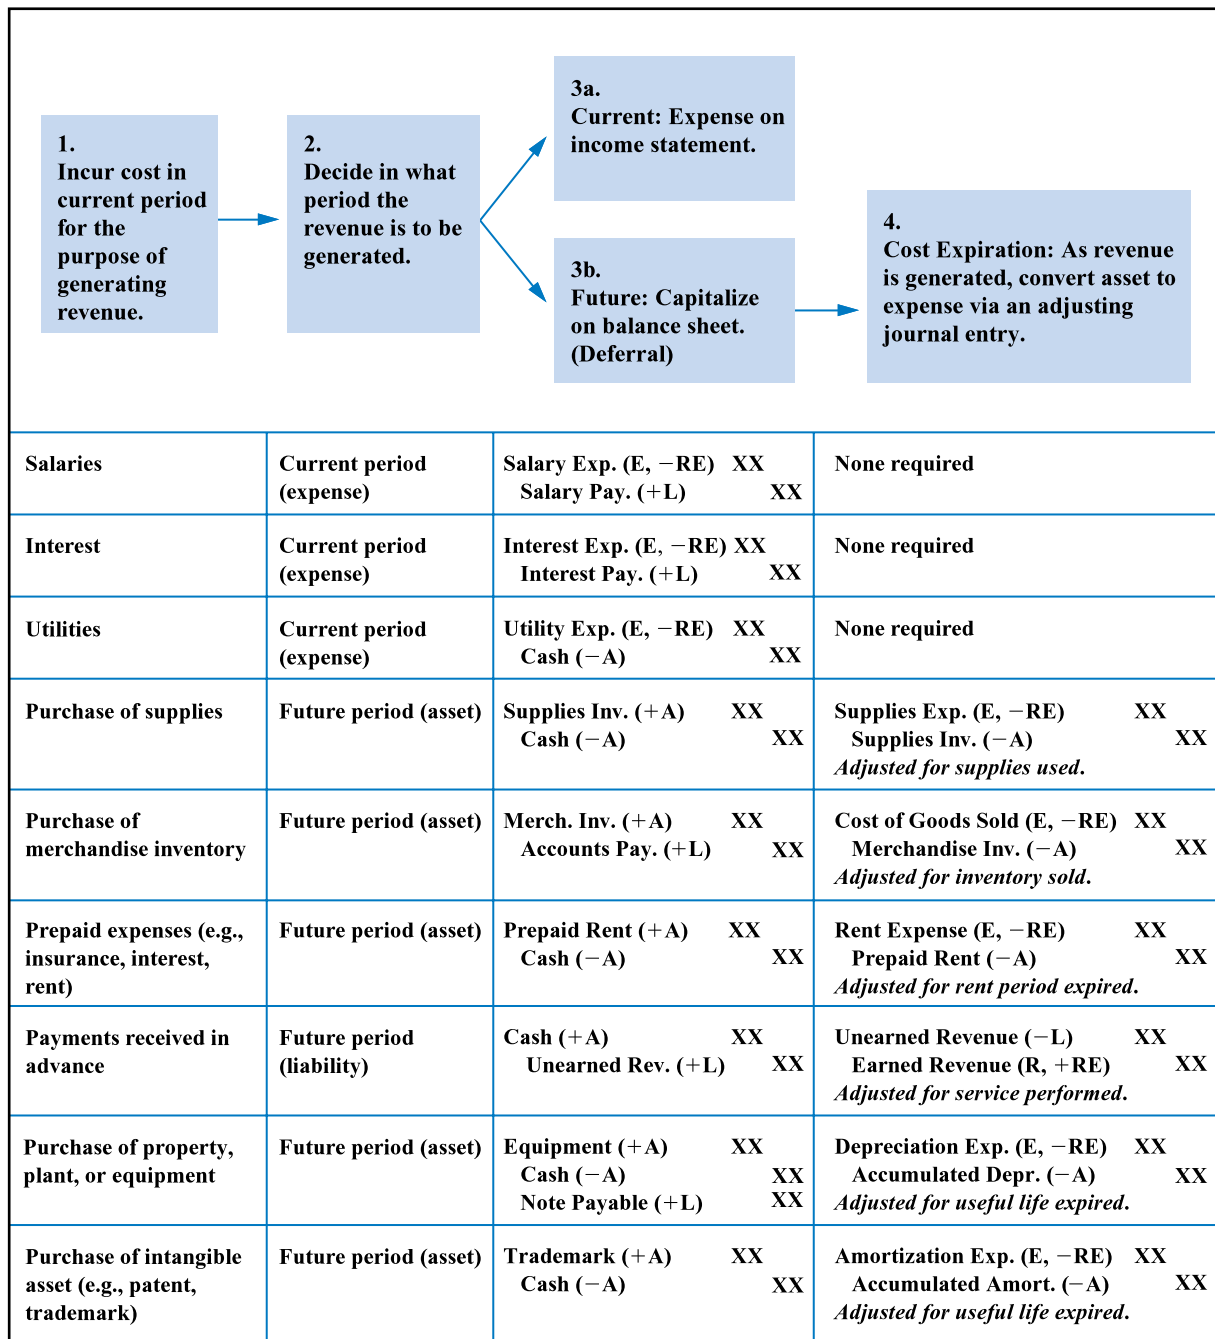 1.
Incur cost in
current period
for the
purpose of
generating
revenue.
2.
Decide in what
period the
revenue is to be
generated.
3a.
Current: Expense on
income statement.
3b.
Future: Capitalize
on balance sheet.
(Deferral)
4.
Cost Expiration: As revenue
is generated, convert asset to
expense via an adjusting
journal entry.
Salaries
Current period
(expense)
Salary Exp. (E, −RE) XX
Salary Pay. (+L) XX
None required
Interest
Current period
(expense)
Interest Exp. (E, −RE) XX
Interest Pay. (+L) XX
None required
Utilities
Current period
(expense)
Utility Exp. (E, −RE) XX
Cash (−A) XX
None required
Purchase of supplies
Future period (asset)
Supplies Inv. (+A) XX
Cash (−A) XX
Supplies Exp. (E, −RE) XX
Supplies Inv. (−A) XX
Adjusted for supplies used.
Purchase of
merchandise inventory
Future period (asset)
Merch. Inv. (+A) XX
Accounts Pay. (+L) XX
Cost of Goods Sold (E, −RE) XX
Merchandise Inv. (−A) XX
Adjusted for inventory sold.
Prepaid expenses (e.g.,
insurance, interest,
rent)
Future period (asset)
Prepaid Rent (+A) XX
Cash (−A) XX
Rent Expense (E, −RE) XX
Prepaid Rent (−A) XX
Adjusted for rent period expired.
Payments received in
advance
Future period
(liability)
Cash (+A) XX
Unearned Rev. (+L) XX
Unearned Revenue (−L) XX
Earned Revenue (R, +RE) XX
Adjusted for service performed.
Purchase of property,
plant, or equipment
Future period (asset)
Equipment (+A) XX
Cash (−A) XX
Note Payable (+L) XX
Depreciation Exp. (E, −RE) XX
Accumulated Depr. (−A) XX
Adjusted for useful life expired.
Purchase of intangible
asset (e.g., patent,
trademark)
Future period (asset)
Trademark (+A) XX
Cash (−A) XX
Amortization Exp. (E, −RE) XX
Accumulated Amort. (−A) XX
Adjusted for useful life expired.